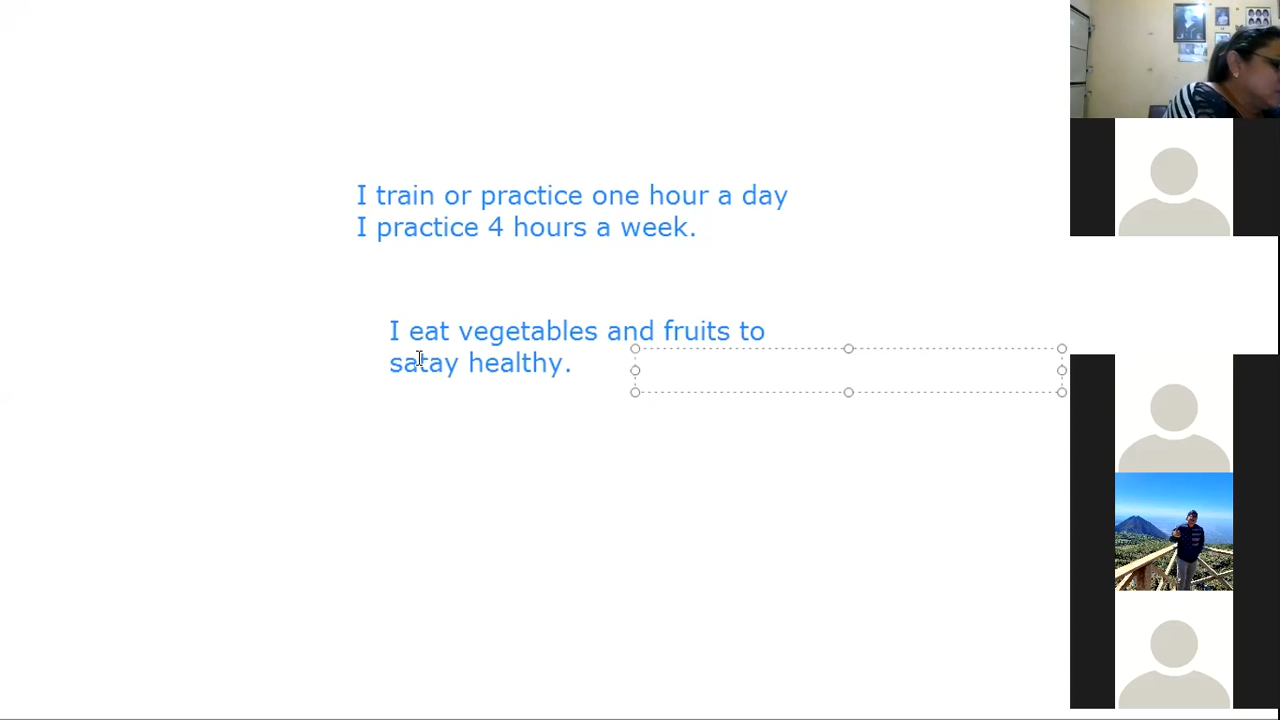 I train or practice one hour a day
I practice 4 hours a week.
I eat vegetables and fruits to
satay healthy.